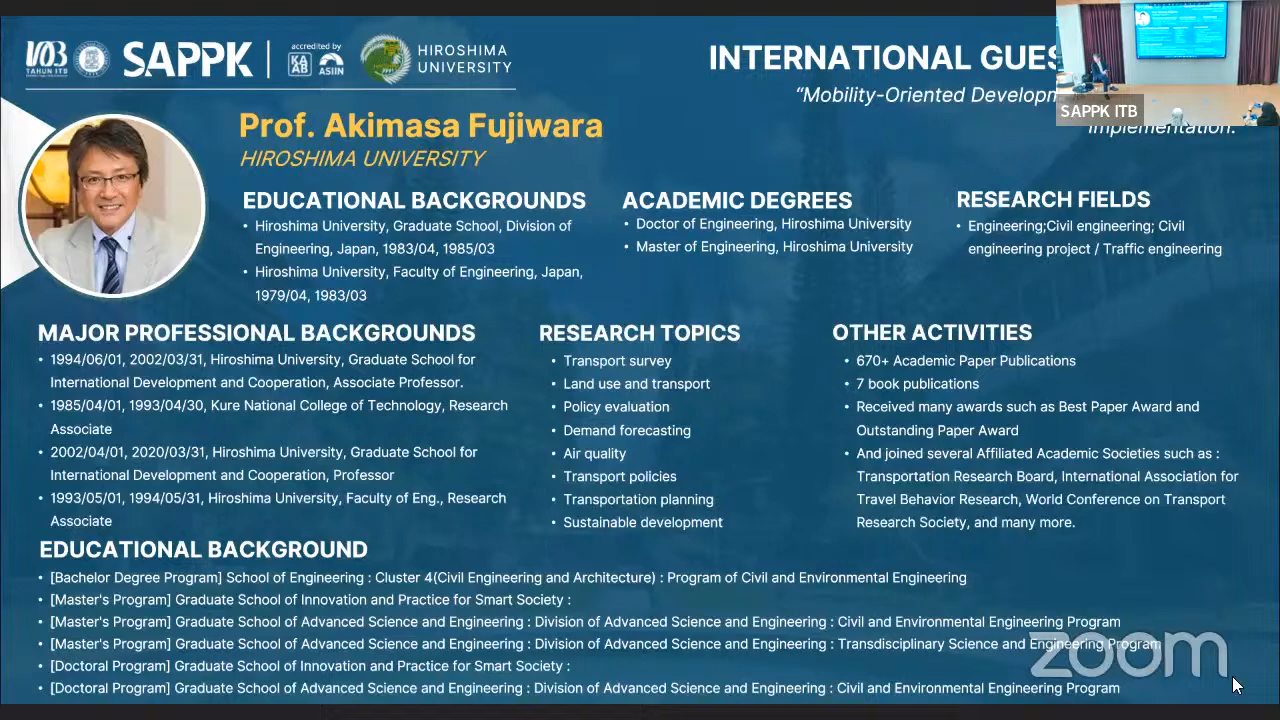 103
TAHUN ITB
SAPPK
accredited by
KA
AB
ASIIN
HIROSHIMA
UNIVERSITY
INTERNATIONAL GUES
“Mobility-Oriented Developm
Implementation.
SAPPK ITB
Prof. Akimasa Fujiwara
HIROSHIMA UNIVERSITY
EDUCATIONAL BACKGROUNDS
• Hiroshima University, Graduate School, Division of
Engineering, Japan, 1983/04, 1985/03
• Hiroshima University, Faculty of Engineering, Japan,
1979/04, 1983/03
ACADEMIC DEGREES
• Doctor of Engineering, Hiroshima University
• Master of Engineering, Hiroshima University
RESEARCH FIELDS
• Engineering;Civil engineering; Civil
engineering project / Traffic engineering
MAJOR PROFESSIONAL BACKGROUNDS
• 1994/06/01, 2002/03/31, Hiroshima University, Graduate School for
International Development and Cooperation, Associate Professor.
• 1985/04/01, 1993/04/30, Kure National College of Technology, Research
Associate
• 2002/04/01, 2020/03/31, Hiroshima University, Graduate School for
International Development and Cooperation, Professor
• 1993/05/01, 1994/05/31, Hiroshima University, Faculty of Eng., Research
Associate
RESEARCH TOPICS
• Transport survey
• Land use and transport
• Policy evaluation
• Demand forecasting
• Air quality
• Transport policies
• Transportation planning
• Sustainable development
OTHER ACTIVITIES
• 670+ Academic Paper Publications
• 7 book publications
• Received many awards such as Best Paper Award and
Outstanding Paper Award
• And joined several Affiliated Academic Societies such as :
Transportation Research Board, International Association for
Travel Behavior Research, World Conference on Transport
Research Society, and many more.
EDUCATIONAL BACKGROUND
• [Bachelor Degree Program] School of Engineering : Cluster 4(Civil Engineering and Architecture) : Program of Civil and Environmental Engineering
• [Master's Program] Graduate School of Innovation and Practice for Smart Society :
• [Master's Program] Graduate School of Advanced Science and Engineering : Division of Advanced Science and Engineering : Civil and Environmental Engineering Program
• [Master's Program] Graduate School of Advanced Science and Engineering : Division of Advanced Science and Engineering : Transdisciplinary Science and Engineering Program
• [Doctoral Program] Graduate School of Innovation and Practice for Smart Society :
• [Doctoral Program] Graduate School of Advanced Science and Engineering : Division of Advanced Science and Engineering : Civil and Environmental Engineering Program
zoom